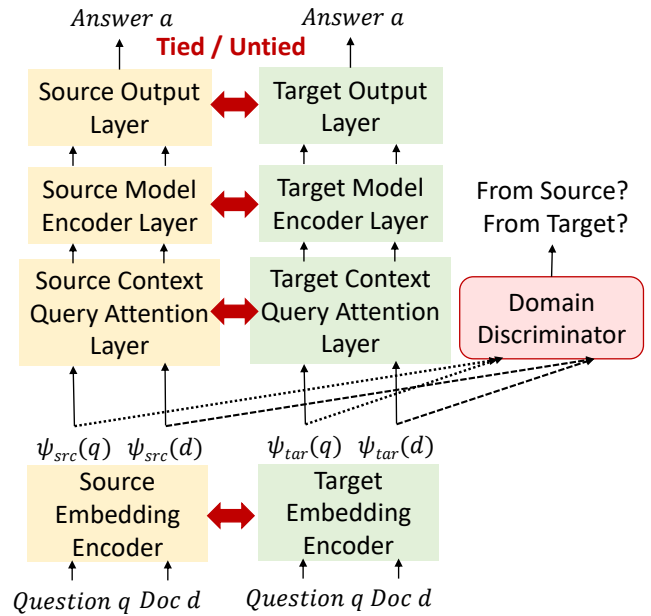 Answer a
Answer a
Tied / Untied
Source Output
Layer
Target Output
Layer
Source Model
Encoder Layer
Target Model
Encoder Layer
From Source?
From Target?
Source Context
Query Attention
Layer
Target Context
Query Attention
Layer
Domain
Discriminator
ψsrc(q) ψsrc(d)
ψtar(q) ψtar(d)
Source
Embedding
Encoder
Target
Embedding
Encoder
Question q Doc d
Question q Doc d